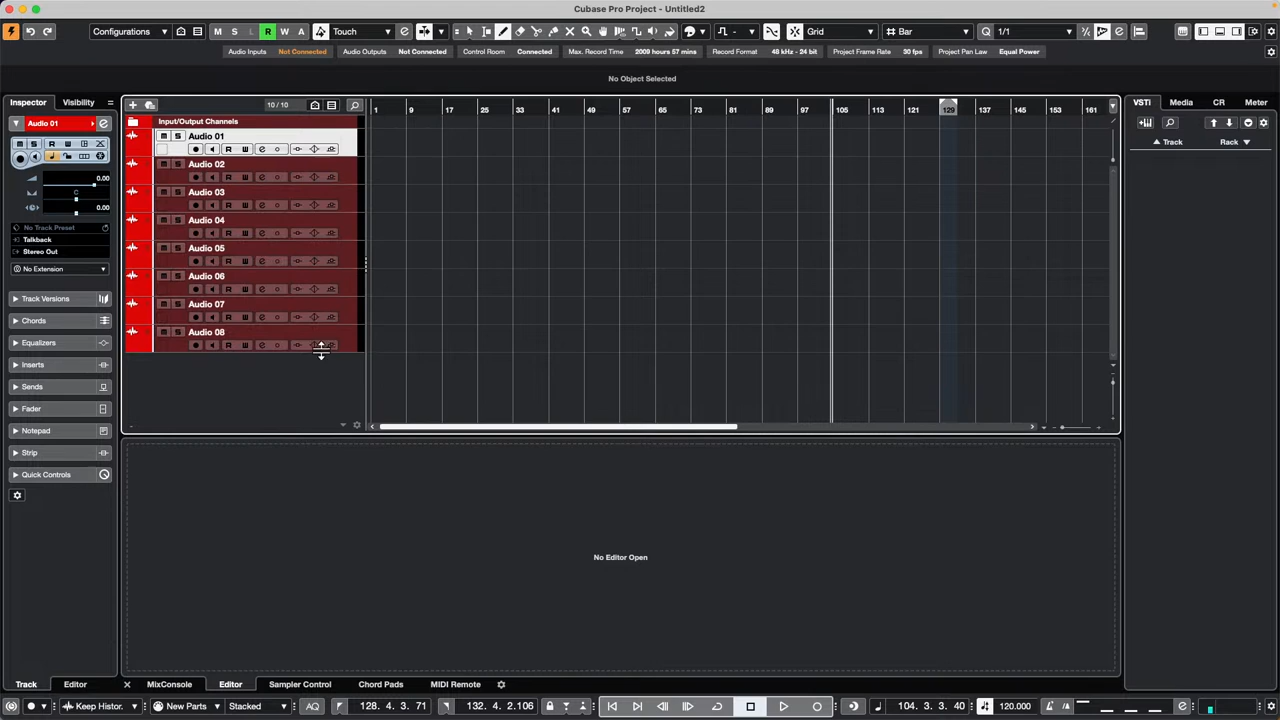 Cubase Pro Project - Untitled2
Configurations M S L R W A Touch Grid Bar Q 1/1
Audio Inputs Not Connected Audio Outputs Not Connected Control Room Connected Max. Record Time 2009 hours 57 mins Record Format 48 kHz - 24 bit Project Frame Rate 30 fps Project Pan Law Equal Power
No Object Selected
Inspector Visibility
10 / 10
1 9 17 25 33 41 49 57 65 73 81 89 97 105 113 121 129 137 145 153 161
VSTi Media CR Meter
Audio 01
Input/Output Channels
Track Rack
Audio 01
Audio 02
Audio 03
Audio 04
Audio 05
Audio 06
Audio 07
Audio 08
0.00
C
0.00
No Track Preset
Talkback
Stereo Out
No Extension
Track Versions
Chords
Equalizers
Inserts
Sends
Fader
Notepad
Strip
Quick Controls
No Editor Open
Track Editor MixConsole Editor Sampler Control Chord Pads MIDI Remote
Keep Histor. New Parts Stacked AQ 128. 4. 3. 71 132. 4. 2.106 104. 3. 3. 40 120.000